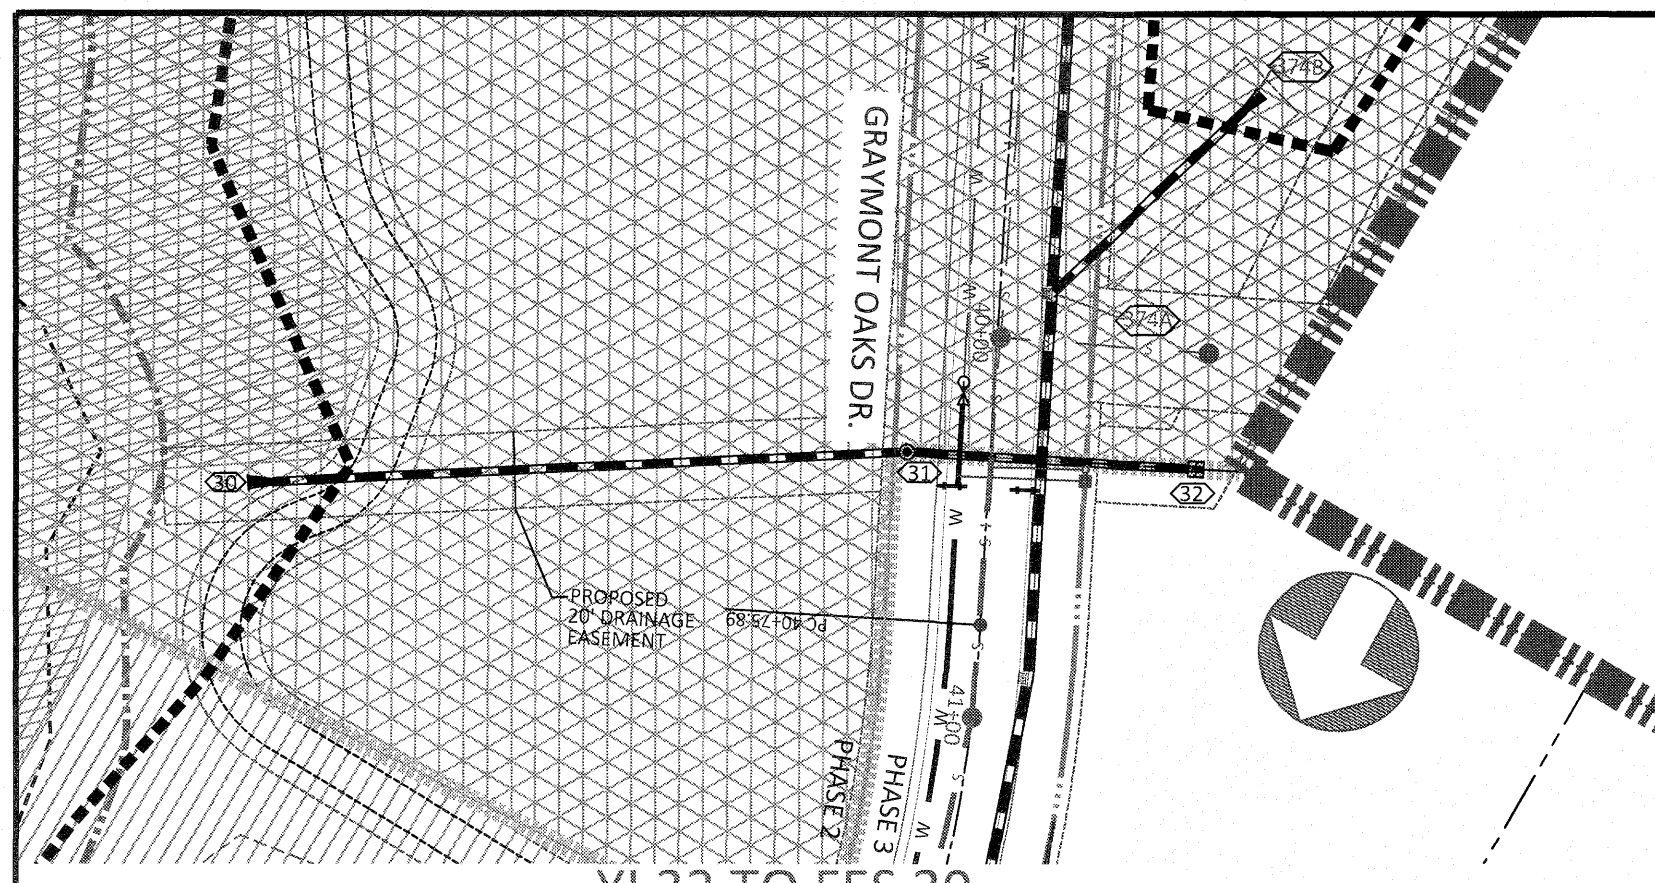 374B
GRAYMONT OAKS DR.
W
W
W
40+00
S
374A
S
S
30
31
32
W
S
PROPOSED
20' DRAINAGE
EASEMENT
PC:40+75.89
S
41+00
W
S
PHASE 2
PHASE 3
W